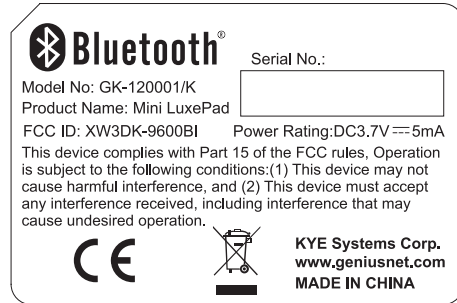 Bluetooth®
Serial No.:
Model No: GK-120001/K
Product Name: Mini LuxePad
FCC ID: XW3DK-9600BI
Power Rating:DC3.7V⎓5mA
This device complies with Part 15 of the FCC rules, Operation
is subject to the following conditions:(1) This device may not
cause harmful interference, and (2) This device must accept
any interference received, including interference that may
cause undesired operation.
CE
KYE Systems Corp.
www.geniusnet.com
MADE IN CHINA